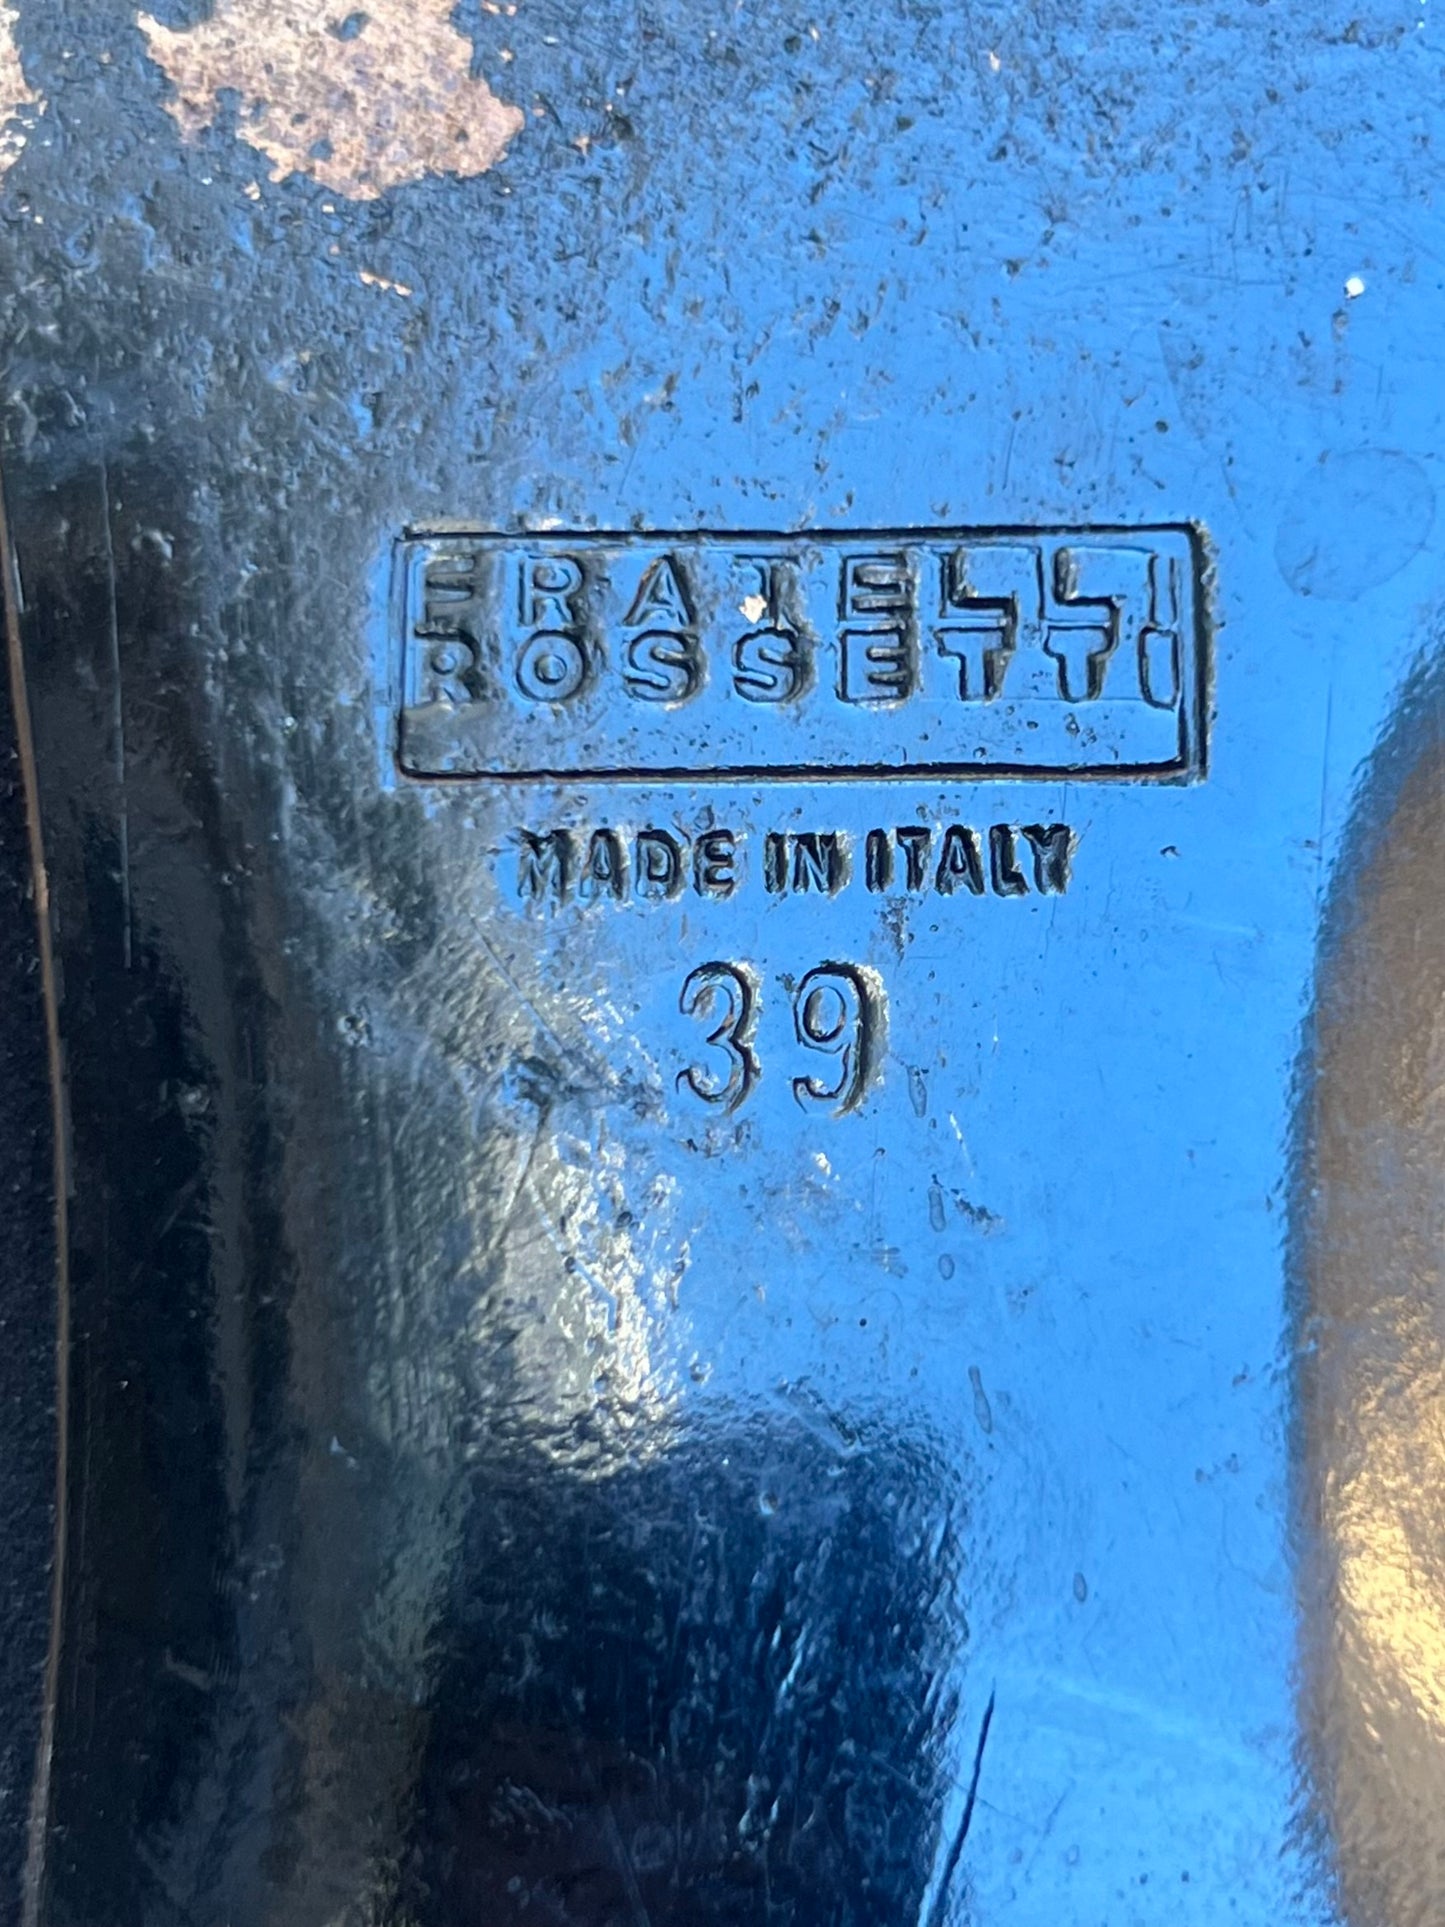 FRATELLI
ROSSETTI
MADE IN ITALY
39